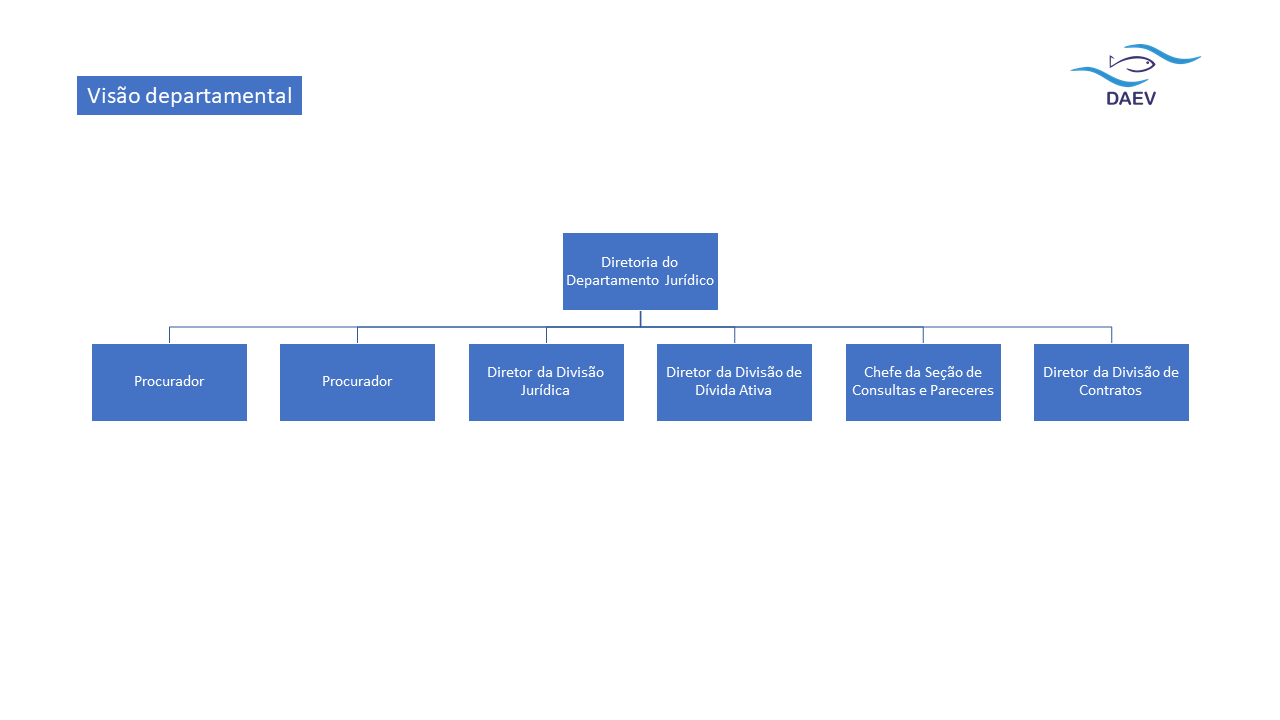 Visão departamental
DAEV
Diretoria do
Departamento Jurídico
Procurador
Procurador
Diretor da Divisão
Jurídica
Diretor da Divisão de
Dívida Ativa
Chefe da Seção de
Consultas e Pareceres
Diretor da Divisão de
Contratos